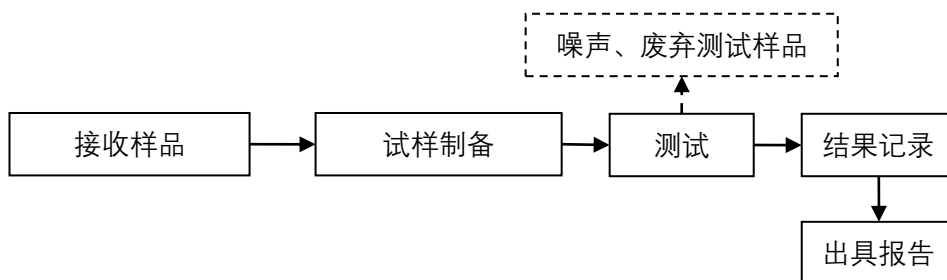 噪声、废弃测试样品
接收样品
试样制备
测试
结果记录
出具报告